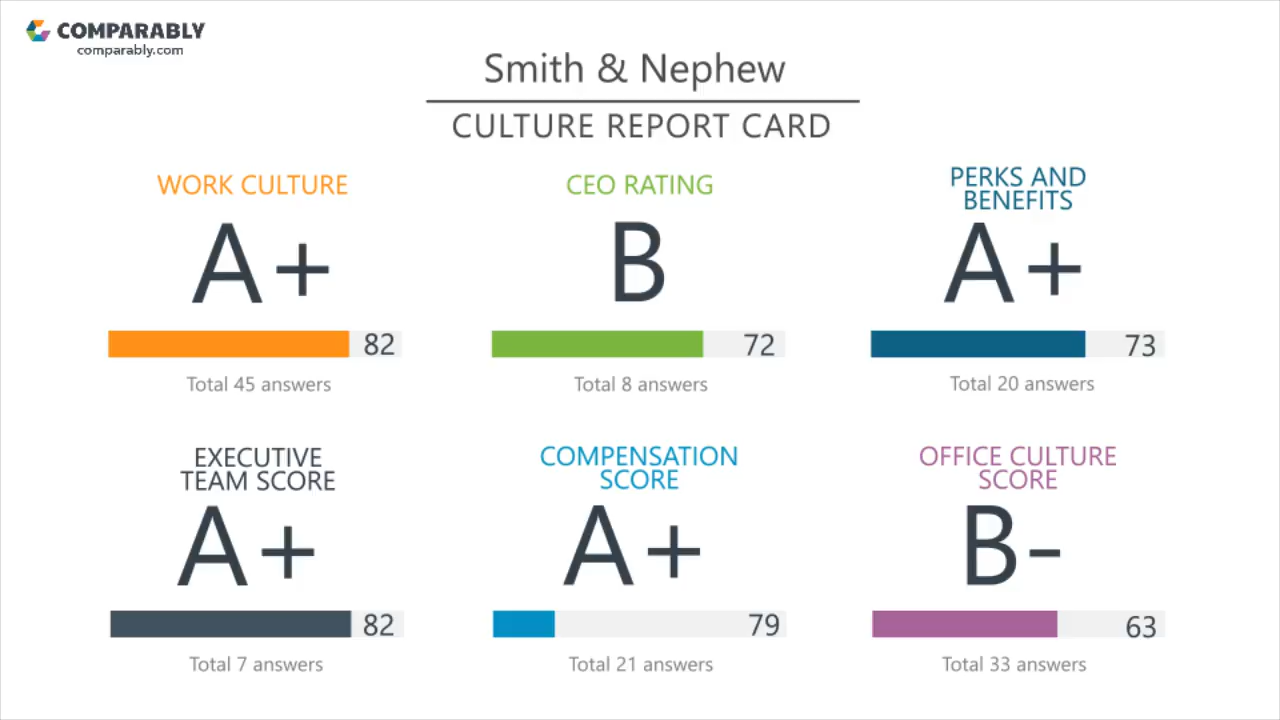 COMPARABLY
comparably.com
Smith & Nephew
CULTURE REPORT CARD
WORK CULTURE
A+
82
Total 45 answers
CEO RATING
B
72
Total 8 answers
PERKS AND
BENEFITS
A+
73
Total 20 answers
EXECUTIVE
TEAM SCORE
A+
82
Total 7 answers
COMPENSATION
SCORE
A+
79
Total 21 answers
OFFICE CULTURE
SCORE
B-
63
Total 33 answers